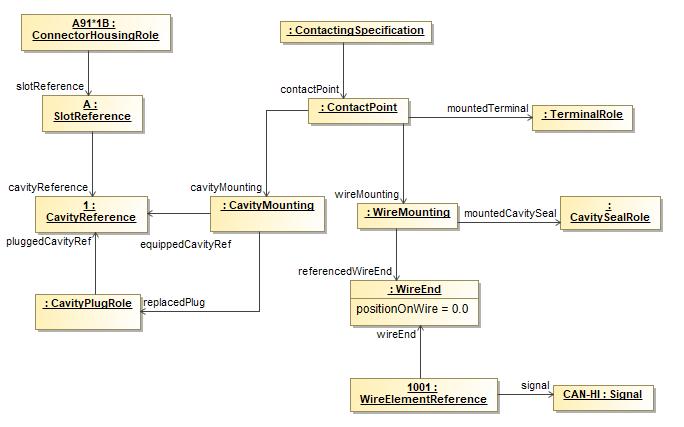 A91*1B :
ConnectorHousingRole
: ContactingSpecification
slotReference
contactPoint
A :
SlotReference
: ContactPoint
mountedTerminal
: TerminalRole
cavityReference
cavityMounting
wireMounting
1 :
CavityReference
: CavityMounting
: WireMounting
mountedCavitySeal
:
CavitySealRole
pluggedCavityRef
equippedCavityRef
referencedWireEnd
: CavityPlugRole
replacedPlug
: WireEnd
positionOnWire = 0.0
wireEnd
1001 :
WireElementReference
signal
CAN-HI : Signal